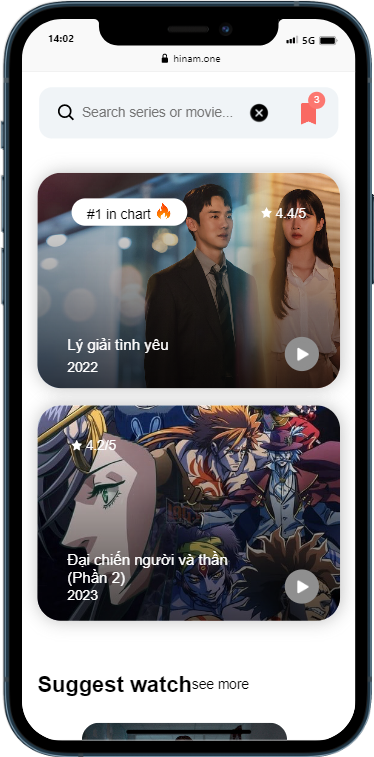 14:02
5G
hinam.one
Search series or movie...
3
#1 in chart 🔥
4.4/5
Lý giải tình yêu
2022
4.2/5
Đại chiến người và thần
(Phần 2)
2023
Suggest watch see more